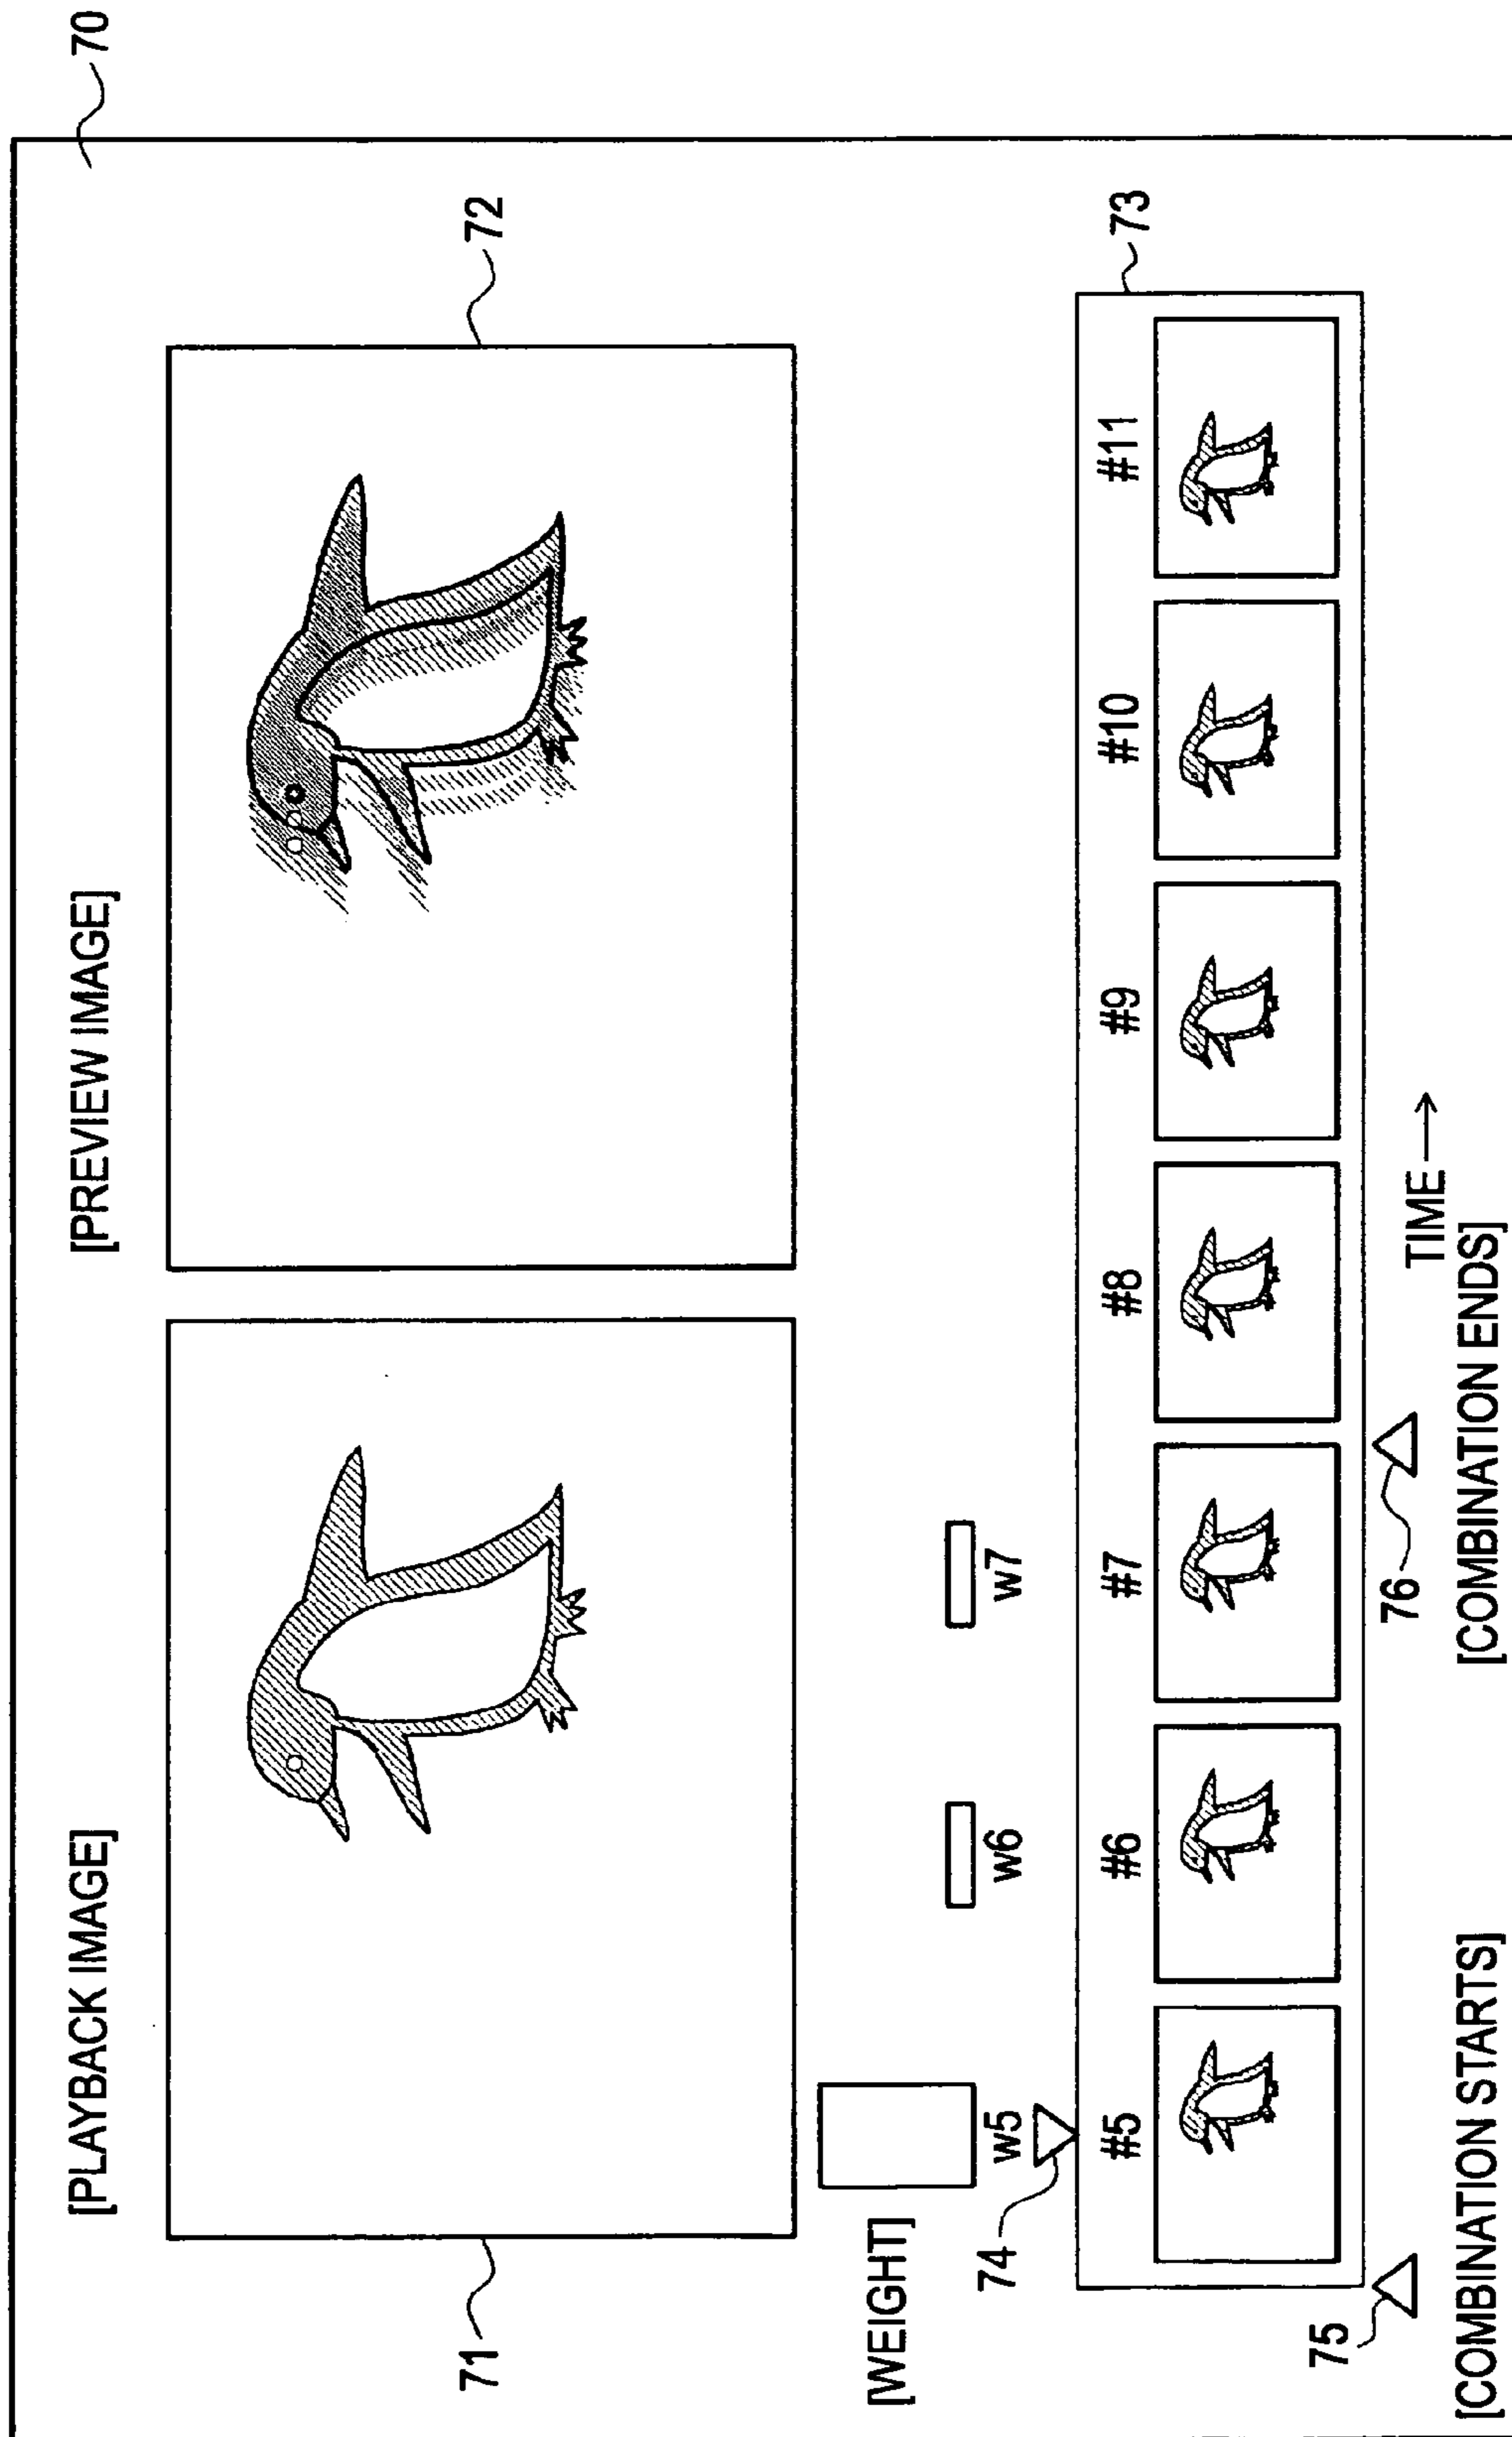 70
[PLAYBACK IMAGE]
[PREVIEW IMAGE]
71
72
[WEIGHT]
w5
w6
w7
74
73
#5
#6
#7
#8
#9
#10
#11
75
76
TIME →
[COMBINATION STARTS]
[COMBINATION ENDS]